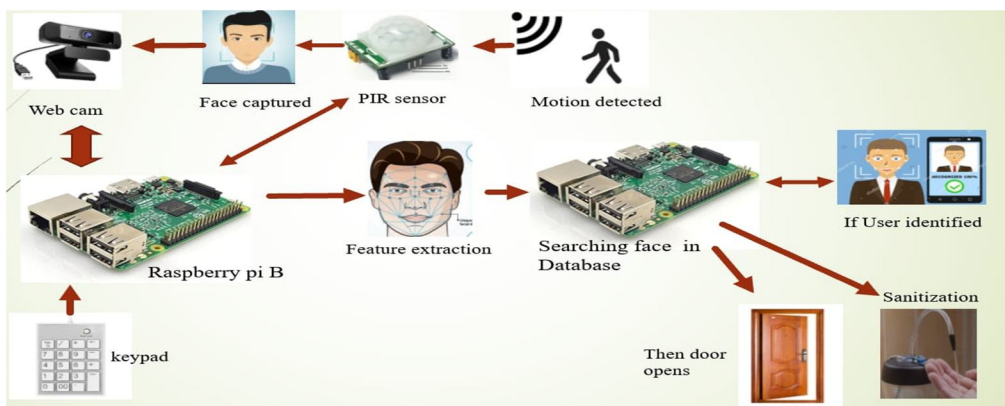 Web cam
Face captured
PIR sensor
Motion detected
Raspberry pi B
Feature extraction
Searching face in
Database
If User identified
keypad
Then door
opens
Sanitization